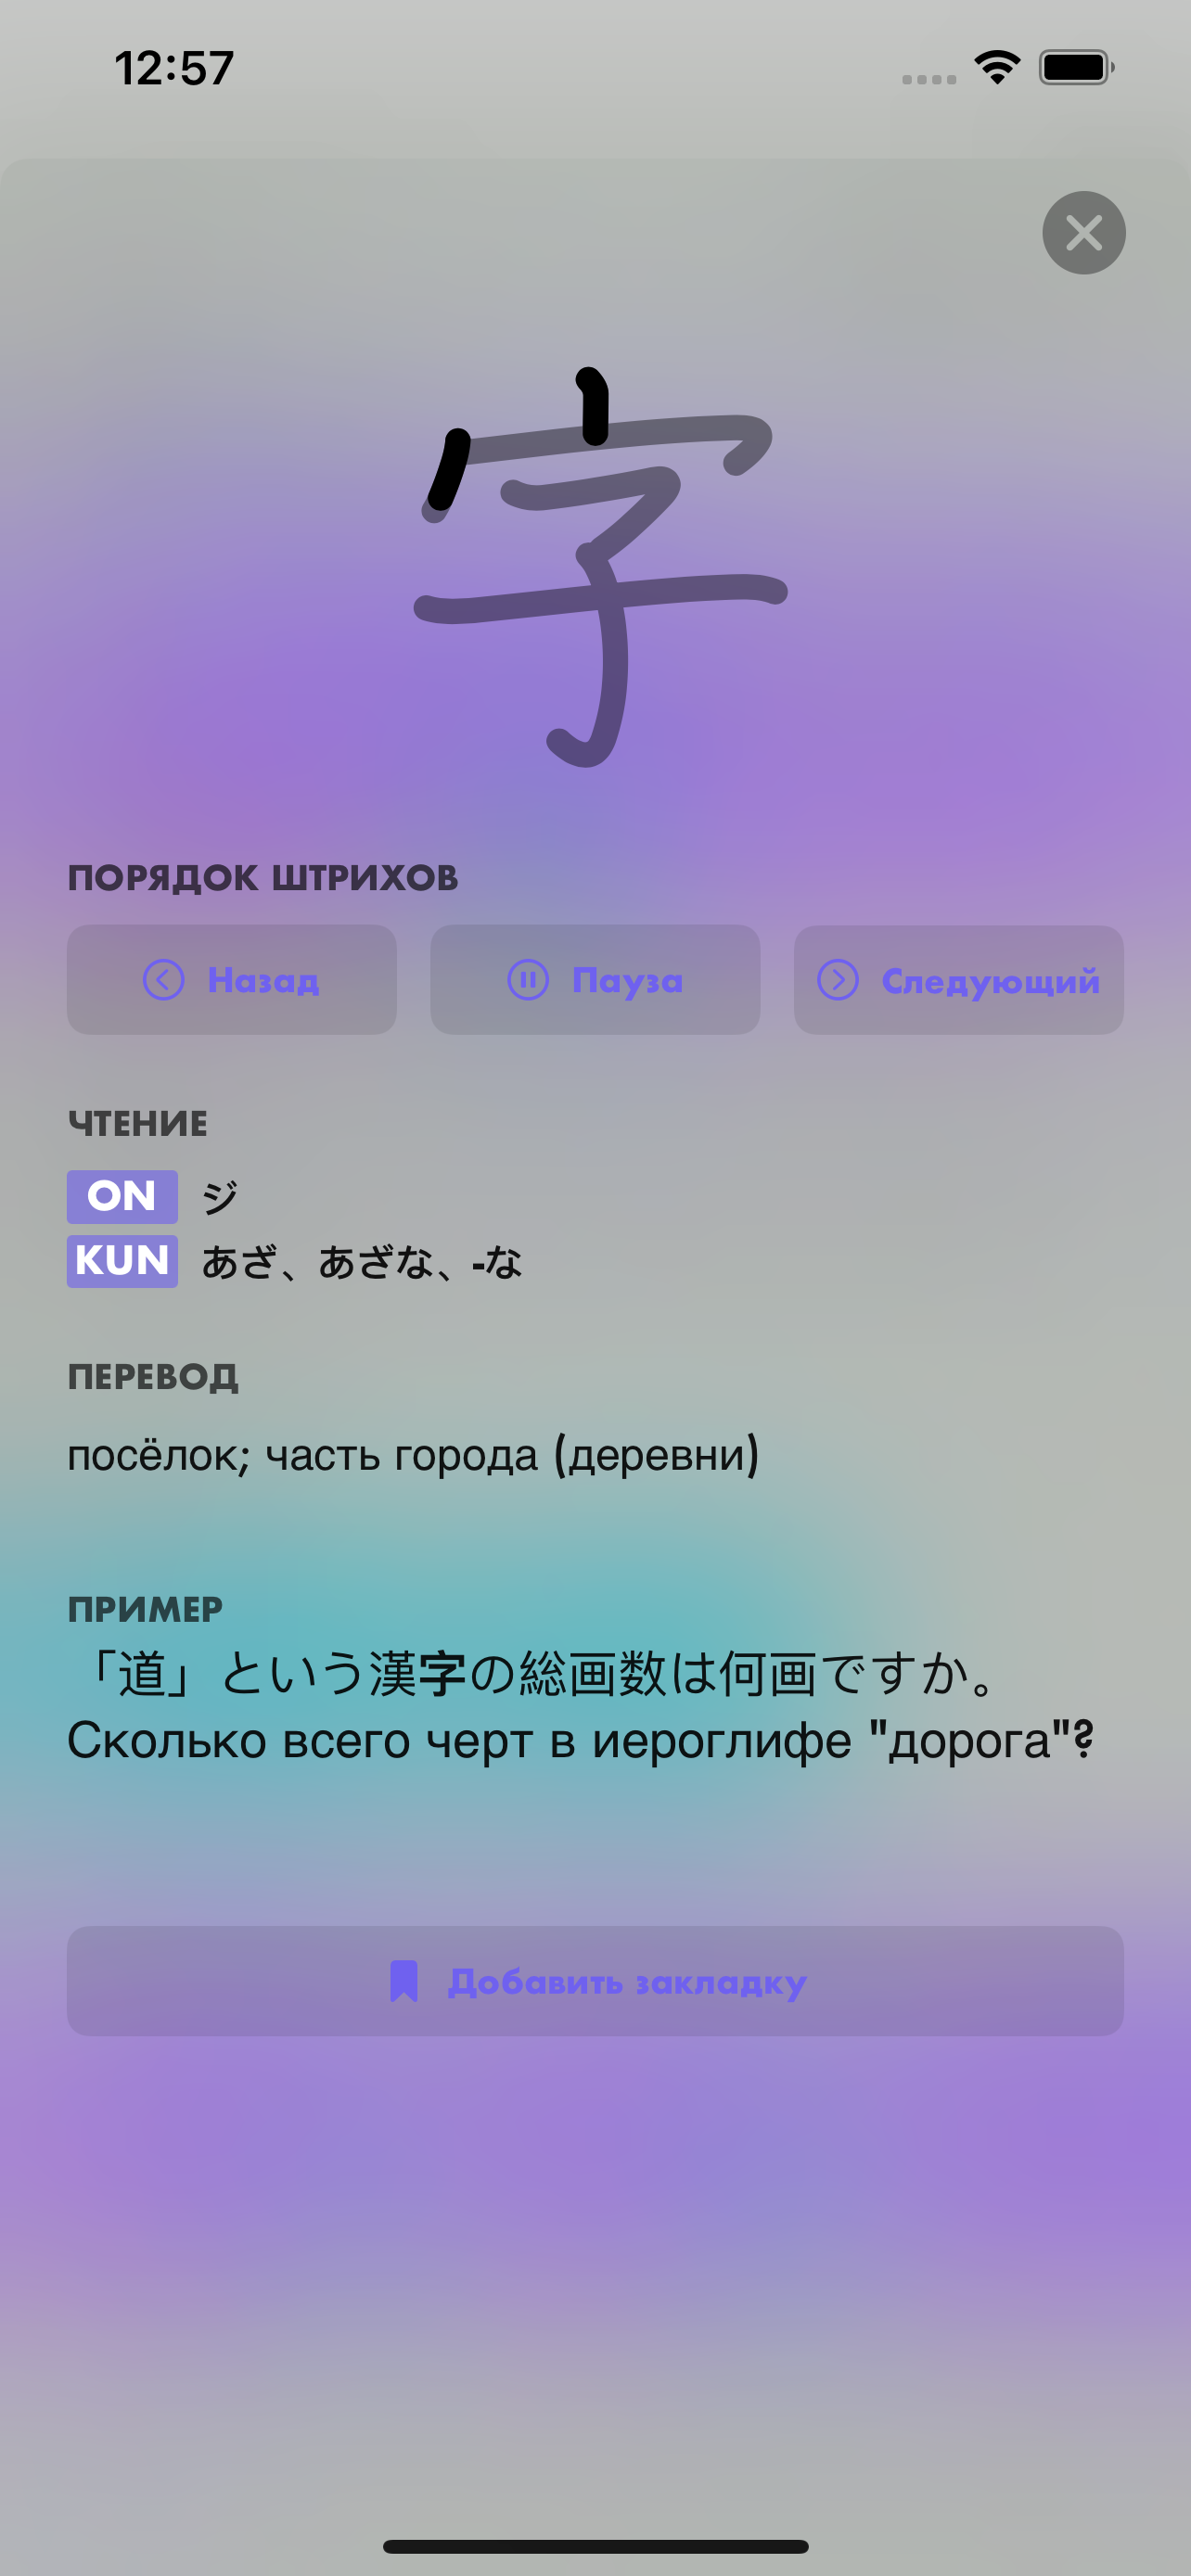 12:57
字
ПОРЯДОК ШТРИХОВ
Назад Пауза Следующий
ЧТЕНИЕ
ON ジ
KUN あざ、あざな、-な
ПЕРЕВОД
посёлок; часть города (деревни)
ПРИМЕР
「道」という漢字の総画数は何画ですか。
Сколько всего черт в иероглифе "дорога"?
Добавить закладку